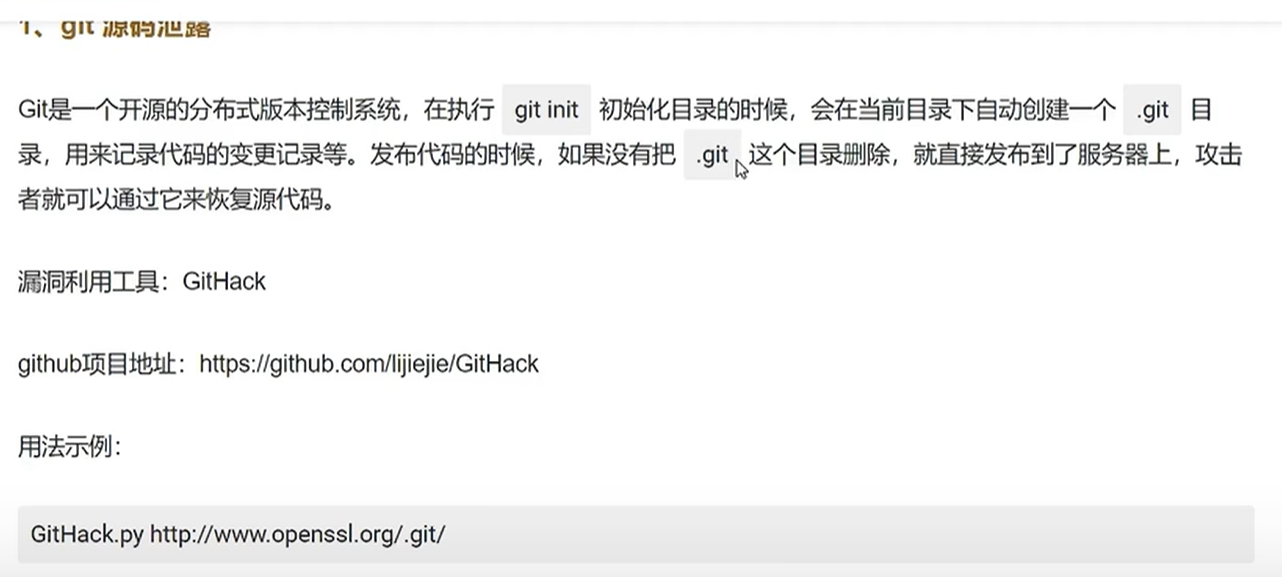 1、git 源码泄露
Git是一个开源的分布式版本控制系统，在执行 git init 初始化目录的时候，会在当前目录下自动创建一个 .git 目
录，用来记录代码的变更记录等。发布代码的时候，如果没有把 .git 这个目录删除，就直接发布到了服务器上，攻击
者就可以通过它来恢复源代码。
漏洞利用工具：GitHack
github项目地址：https://github.com/lijiejie/GitHack
用法示例：
GitHack.py http://www.openssl.org/.git/